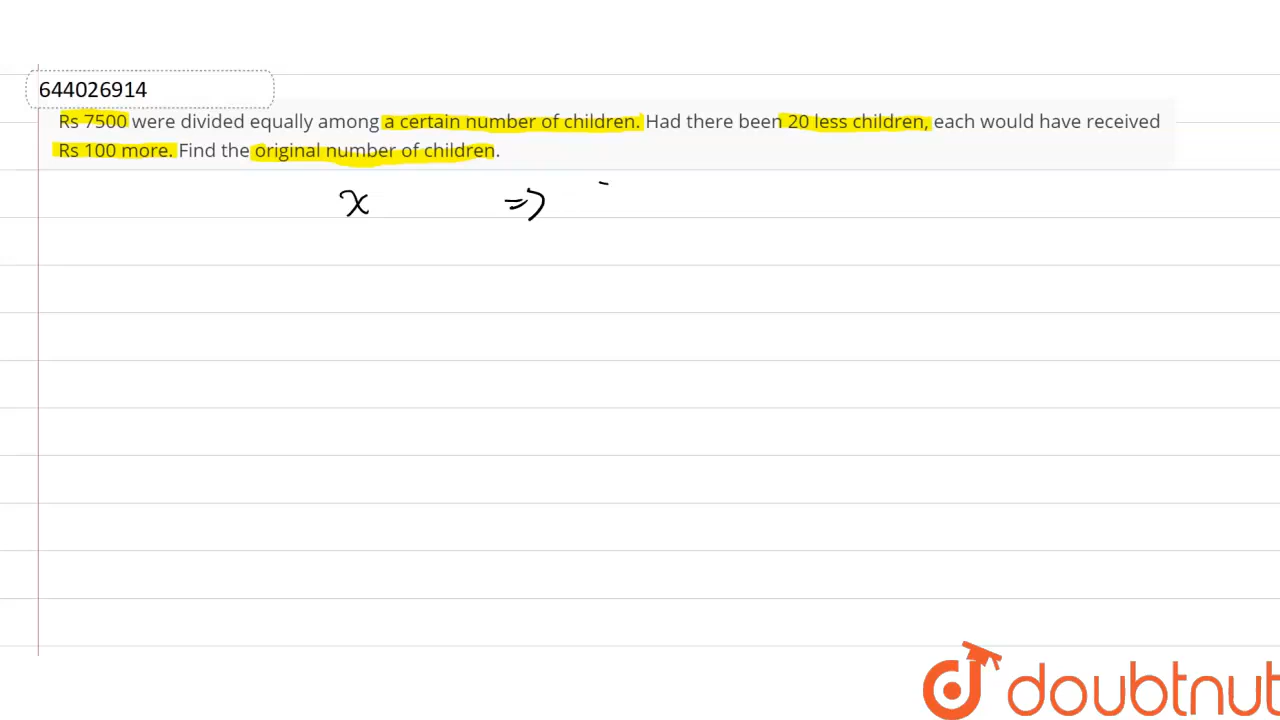 644026914
Rs 7500 were divided equally among a certain number of children. Had there been 20 less children, each would have received
Rs 100 more. Find the original number of children.
x ⇒
doubtnut